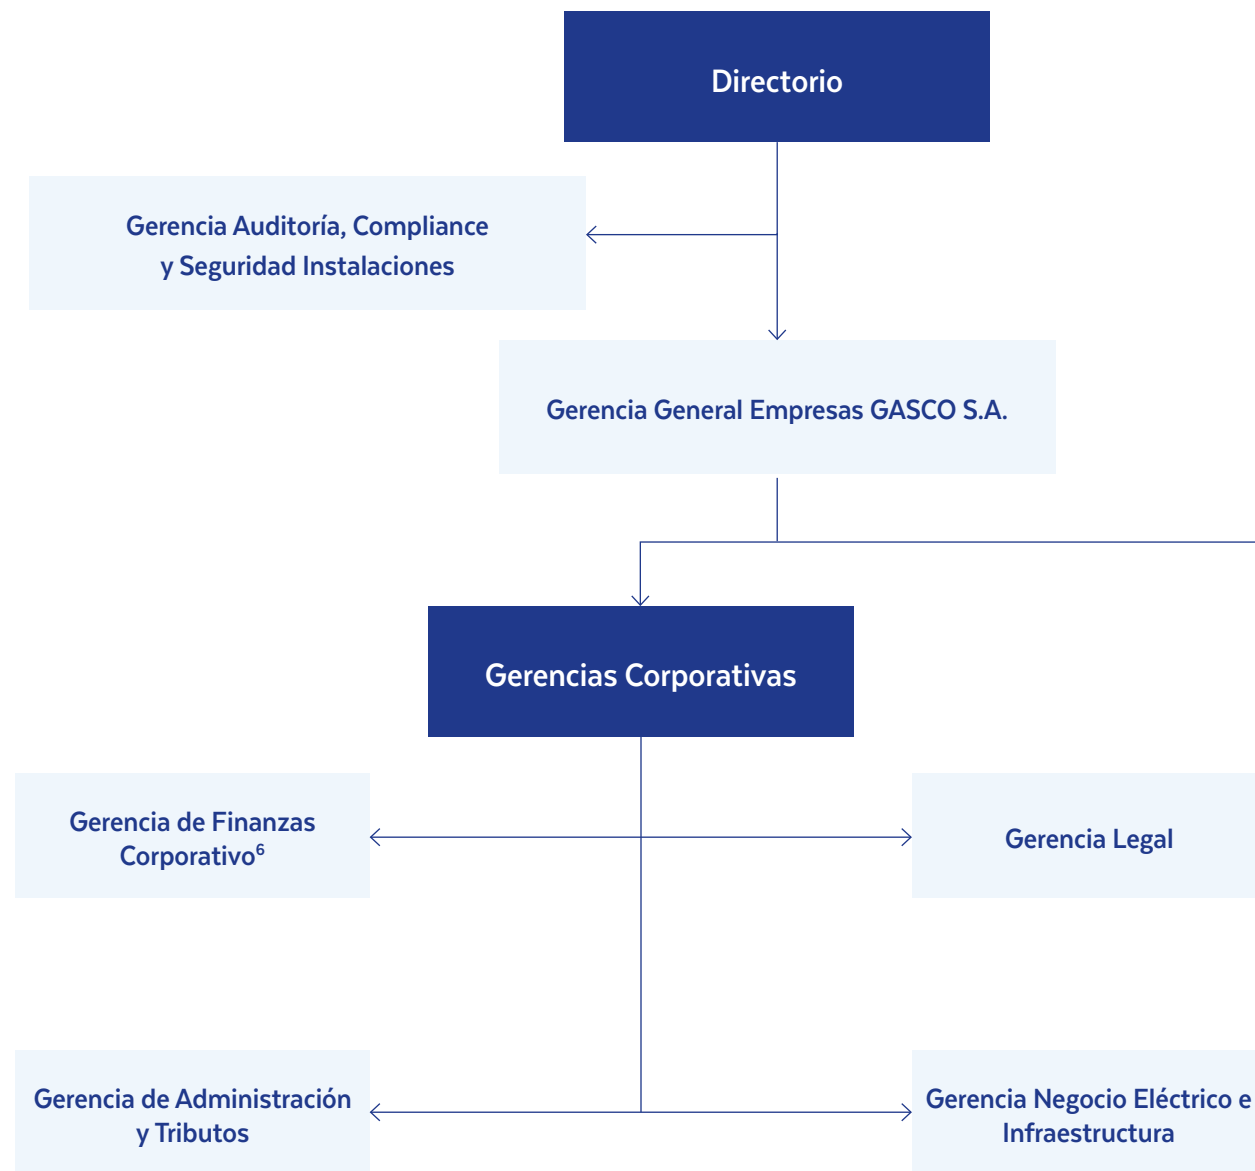 Directorio
Gerencia Auditoría, Compliance
y Seguridad Instalaciones
Gerencia General Empresas GASCO S.A.
Gerencias Corporativas
Gerencia de Finanzas
Corporativo⁶
Gerencia Legal
Gerencia de Administración
y Tributos
Gerencia Negocio Eléctrico e
Infraestructura